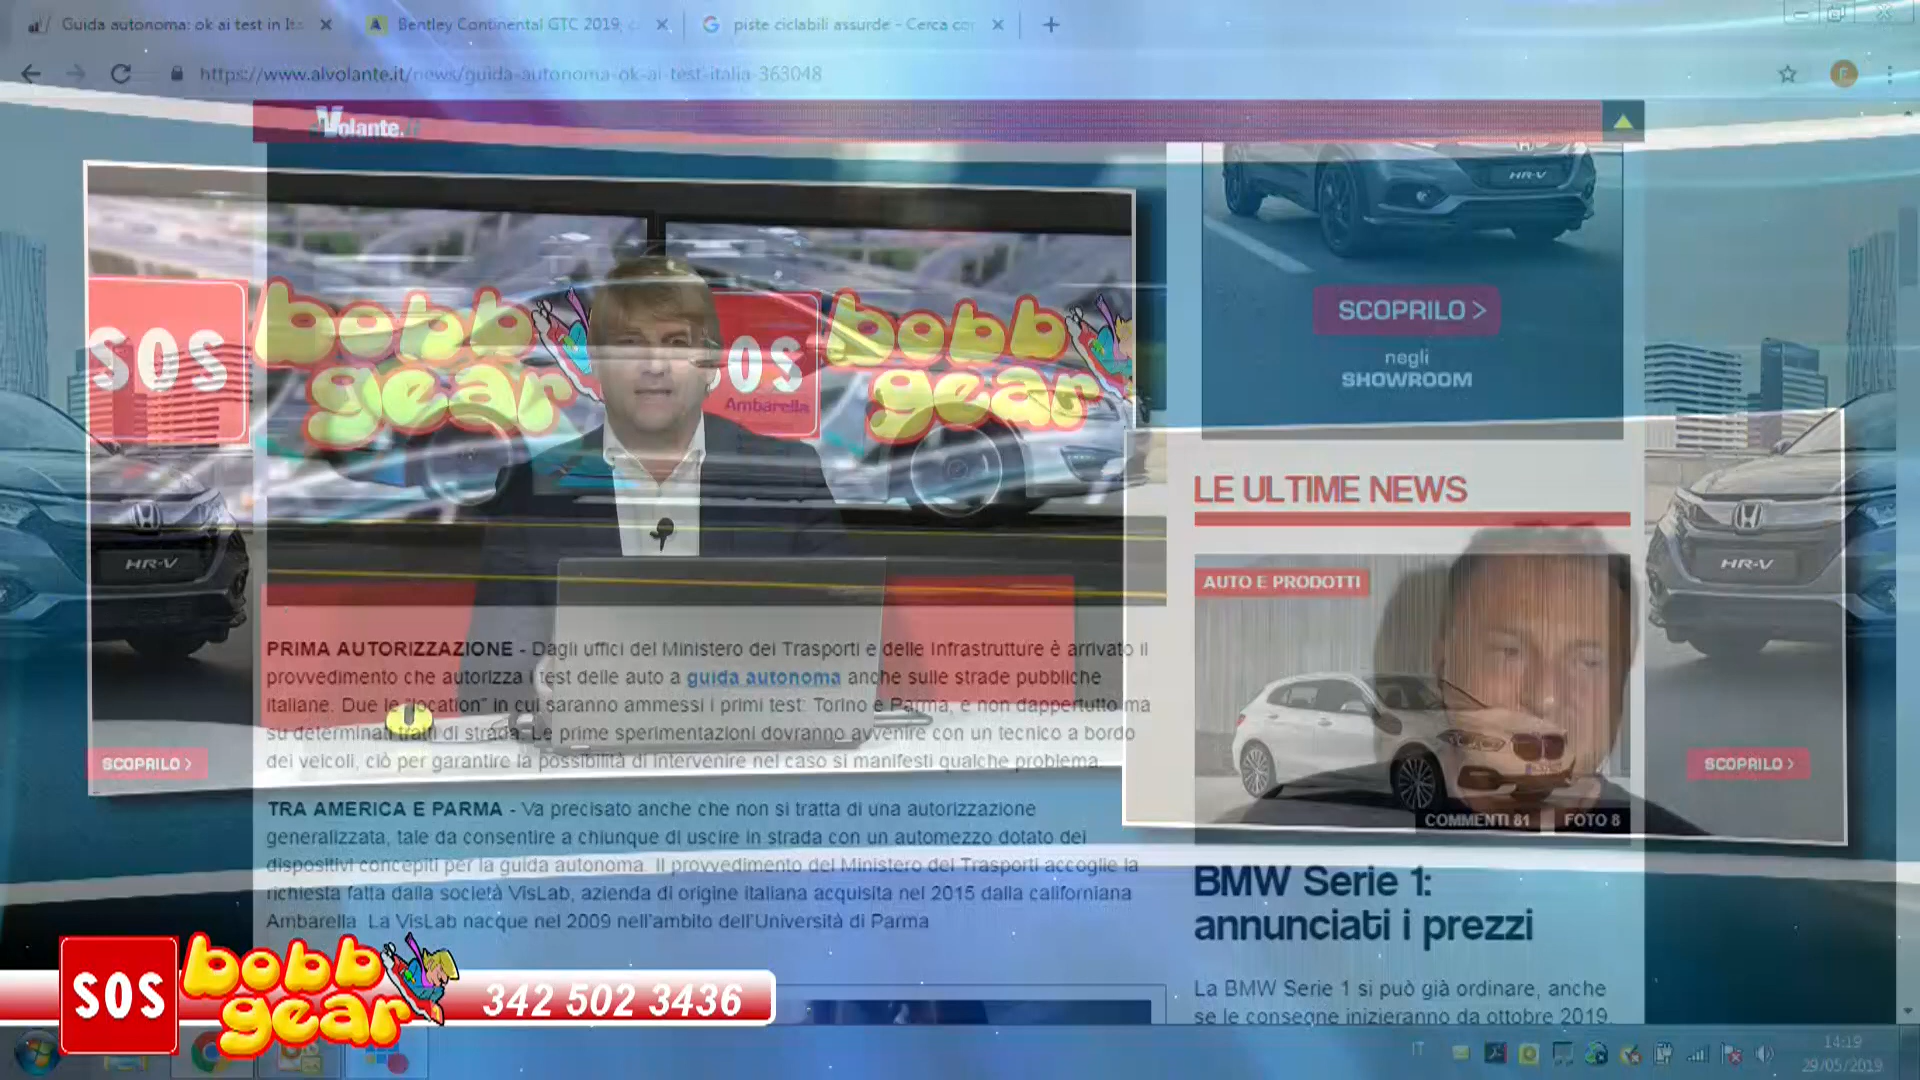 Guida autonoma: ok ai test in Ita
Bentley Continental GTC 2019, c
piste ciclabili assurde - Cerca co
https://www.alvolante.it/news/guida-autonoma-ok-ai-test-italia-363048
alVolante.it
HR-V
SCOPRILO >
negli
SHOWROOM
SOS
bobb
gear
SOS
bobb
gear
Ambarella
LE ULTIME NEWS
AUTO E PRODOTTI
HR-V
HR-V
SCOPRILO >
SCOPRILO >
PRIMA AUTORIZZAZIONE - Dagli uffici del Ministero dei Trasporti e delle Infrastrutture è arrivato il
provvedimento che autorizza i test delle auto a guida autonoma anche sulle strade pubbliche
italiane. Due le "location" in cui saranno ammessi i primi test: Torino e Parma, e non dappertutto ma
su determinati tratti di strada. Le prime sperimentazioni dovranno avvenire con un tecnico a bordo
dei veicoli, ciò per garantire la possibilità di intervenire nel caso si manifesti qualche problema.
TRA AMERICA E PARMA - Va precisato anche che non si tratta di una autorizzazione
generalizzata, tale da consentire a chiunque di uscire in strada con un automezzo dotato dei
dispositivi concepiti per la guida autonoma. Il provvedimento del Ministero dei Trasporti accoglie la
richiesta fatta dalla società VisLab, azienda di origine italiana acquisita nel 2015 dalla californiana
Ambarella. La VisLab nacque nel 2009 nell'ambito dell'Università di Parma
COMMENTI 81
FOTO 8
BMW Serie 1:
annunciati i prezzi
La BMW Serie 1 si può già ordinare, anche
se le consegne inizieranno da ottobre 2019.
SOS
bobb
gear
342 502 3436
IT
14:19
29/05/2019